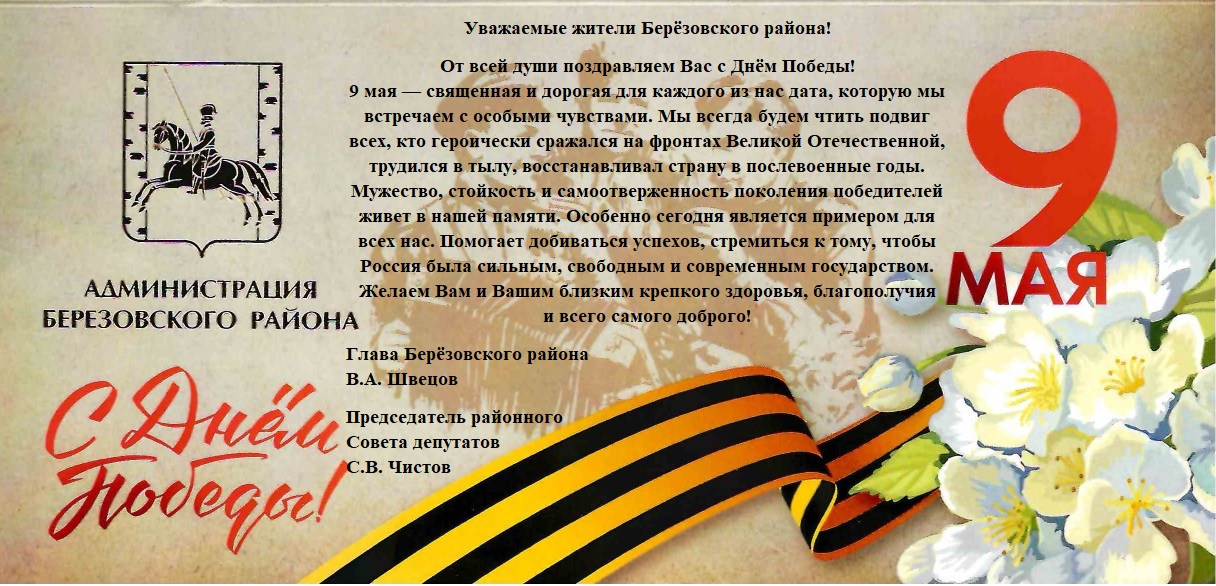 Уважаемые жители Берёзовского района!
От всей души поздравляем Вас с Днём Победы!
9 мая — священная и дорогая для каждого из нас дата, которую мы
встречаем с особыми чувствами. Мы всегда будем чтить подвиг
всех, кто героически сражался на фронтах Великой Отечественной,
трудился в тылу, восстанавливал страну в послевоенные годы.
Мужество, стойкость и самоотверженность поколения победителей
живет в нашей памяти. Особенно сегодня является примером для
всех нас. Помогает добиваться успехов, стремиться к тому, чтобы
Россия была сильным, свободным и современным государством.
Желаем Вам и Вашим близким крепкого здоровья, благополучия
и всего самого доброго!
Глава Берёзовского района
В.А. Швецов
Председатель районного
Совета депутатов
С.В. Чистов
АДМИНИСТРАЦИЯ
БЕРЕЗОВСКОГО РАЙОНА
С Днём
Победы!
9
МАЯ